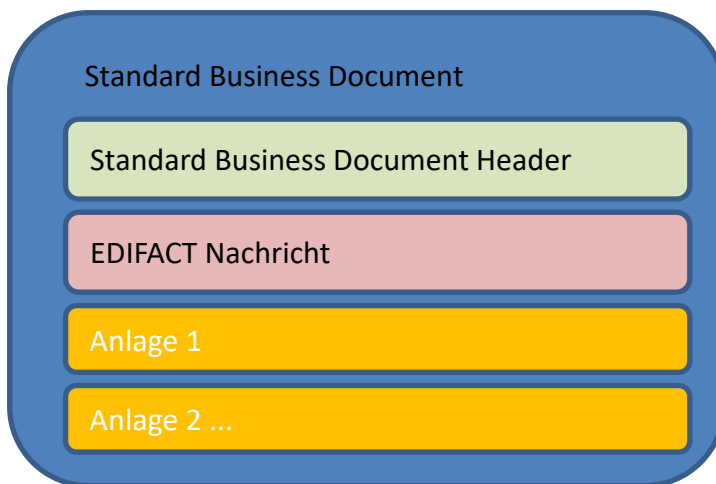 Standard Business Document
Standard Business Document Header
EDIFACT Nachricht
Anlage 1
Anlage 2 ...